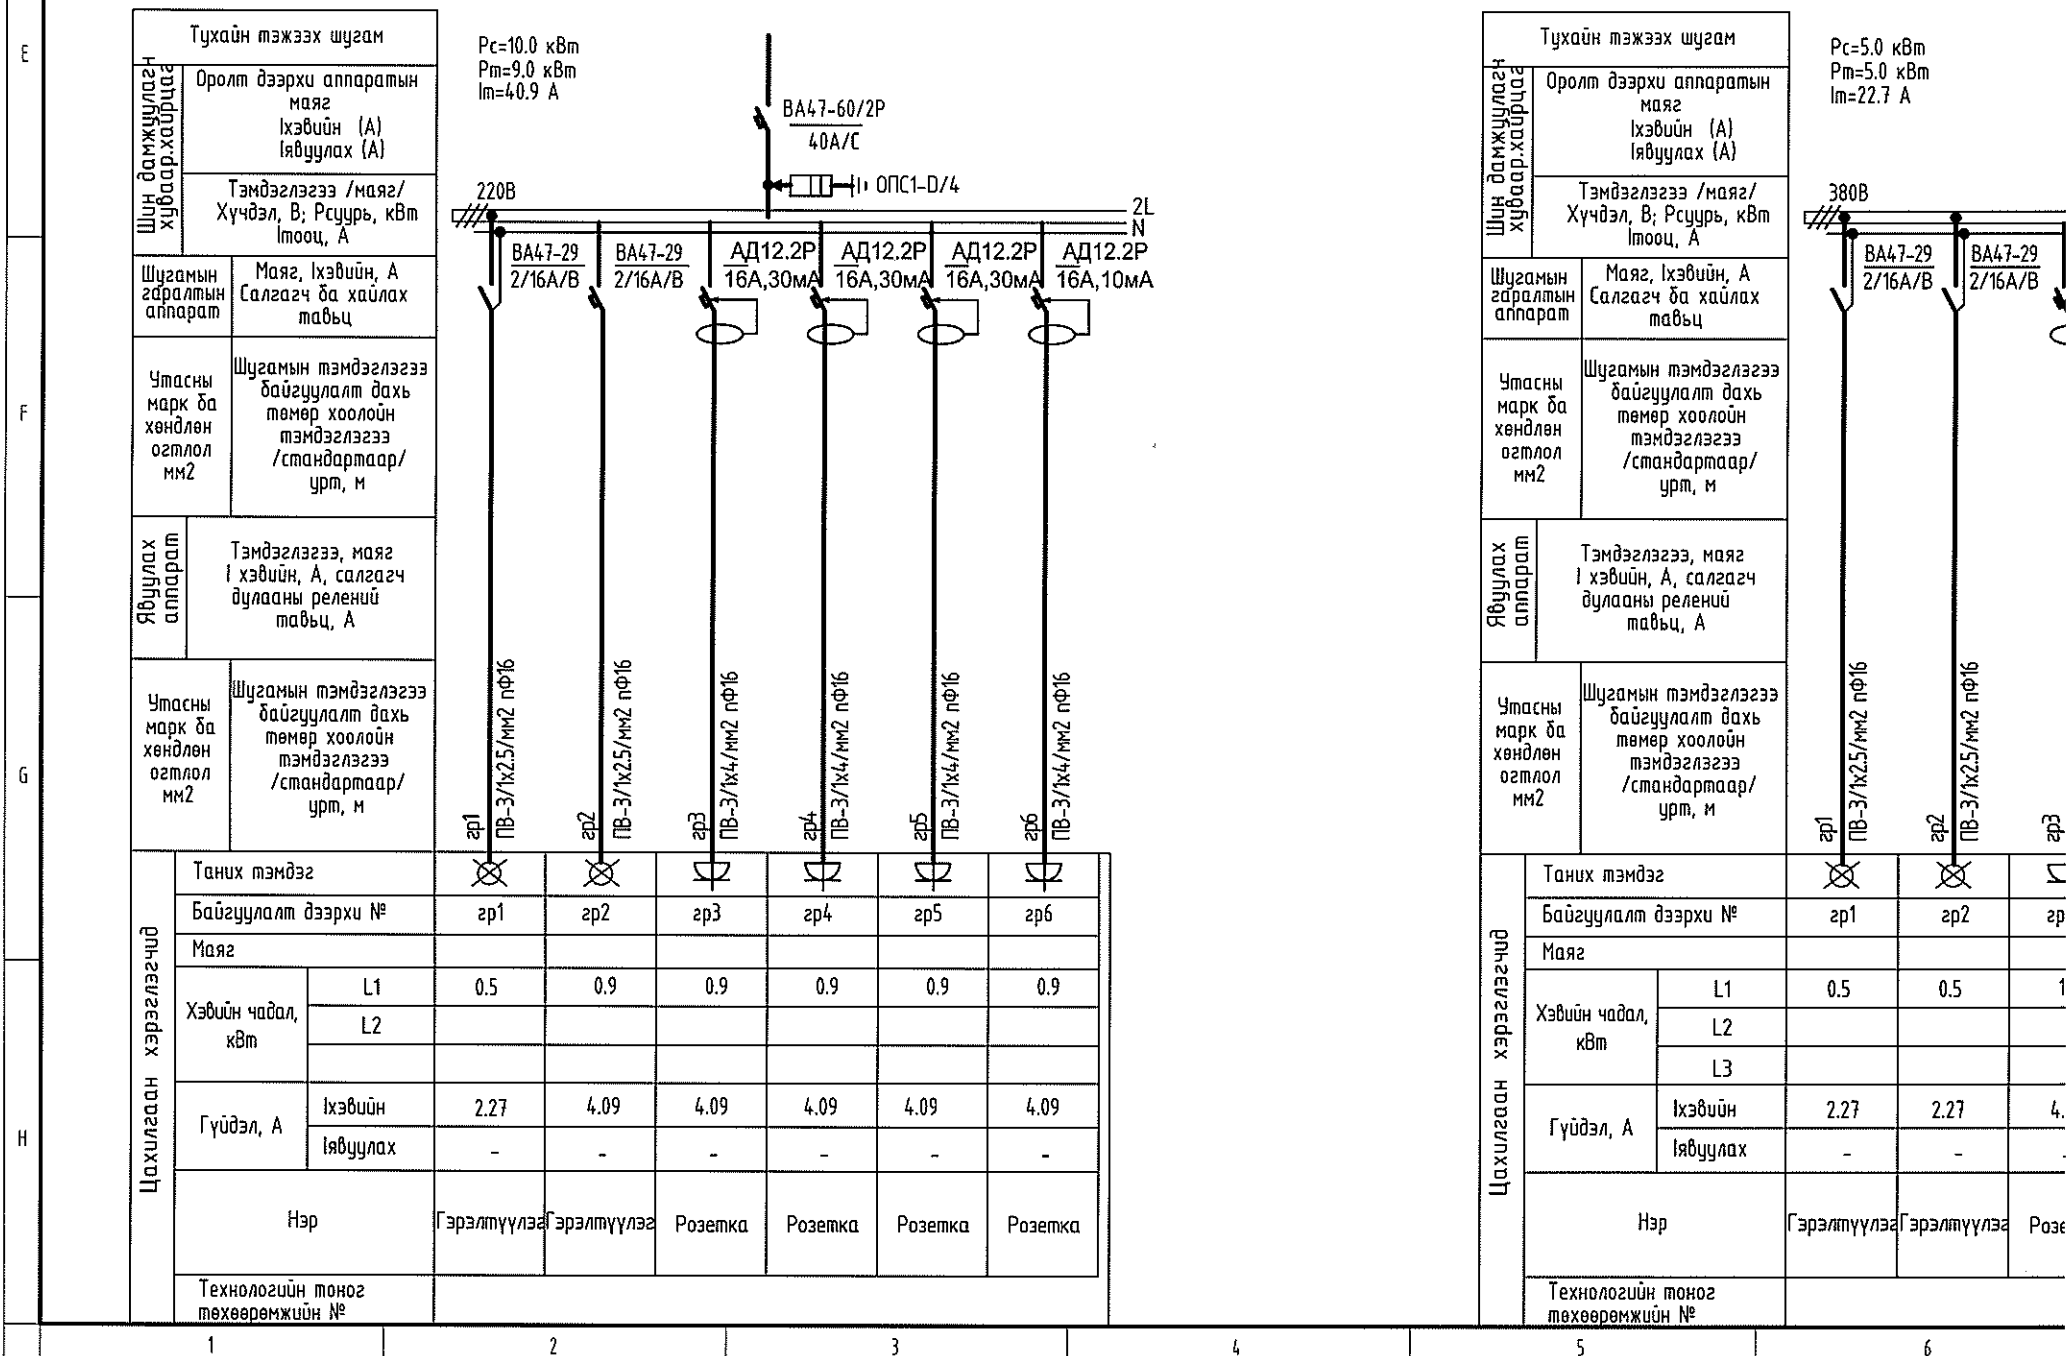 E
F
G
H
Тухайн тэжээх шугам
Шин дамжуулагч
хуваар.хайрцаг
Оролт дээрхи аппаратын
маяг
Iхэвийн (А)
Iявуулах (А)
Тэмдэглэгээ /маяг/
Хүчдэл, В; Рсуурь, кВт
Iтооц, А
Шугамын
гаралтын
аппарат
Маяг, Iхэвийн, А
Салгагч ба хайлах
тавьц
Утасны
марк ба
хөндлөн
огтлол
мм2
Шугамын тэмдэглэгээ
байгуулалт дахь
төмөр хоолойн
тэмдэглэгээ
/стандартаар/
урт, м
Явуулах
аппарат
Тэмдэглэгээ, маяг
I хэвийн, А, салгагч
дулааны релений
тавьц, А
Утасны
марк ба
хөндлөн
огтлол
мм2
Шугамын тэмдэглэгээ
байгуулалт дахь
төмөр хоолойн
тэмдэглэгээ
/стандартаар/
урт, м
Рс=10.0 кВт
Рт=9.0 кВт
Iт=40.9 А
ВА47-60/2Р
40А/С
ОПС1-D/4
220В
2L
N
ВА47-29
2/16А/В
ВА47-29
2/16А/В
АД12.2Р
16А,30мА
АД12.2Р
16А,30мА
АД12.2Р
16А,30мА
АД12.2Р
16А,10мА
гр1
ПВ-3/1х2.5/мм2 пФ16
гр2
ПВ-3/1х2.5/мм2 пФ16
гр3
ПВ-3/1х4/мм2 пФ16
гр4
ПВ-3/1х4/мм2 пФ16
гр5
ПВ-3/1х4/мм2 пФ16
гр6
ПВ-3/1х4/мм2 пФ16
Цахилгаан хэрэглэгчид
Таних тэмдэг
Байгуулалт дээрхи № гр1 гр2 гр3 гр4 гр5 гр6
Маяг
Хэвийн чадал,
кВт
L1 0.5 0.9 0.9 0.9 0.9 0.9
L2
Гүйдэл, А
Iхэвийн 2.27 4.09 4.09 4.09 4.09 4.09
Iявуулах - - - - - -
Нэр Гэрэлтүүлэг Гэрэлтүүлэг Розетка Розетка Розетка Розетка
Технологийн тоног
төхөөрөмжийн №
Тухайн тэжээх шугам
Шин дамжуулагч
хуваар.хайрцаг
Оролт дээрхи аппаратын
маяг
Iхэвийн (А)
Iявуулах (А)
Тэмдэглэгээ /маяг/
Хүчдэл, В; Рсуурь, кВт
Iтооц, А
Шугамын
гаралтын
аппарат
Маяг, Iхэвийн, А
Салгагч ба хайлах
тавьц
Утасны
марк ба
хөндлөн
огтлол
мм2
Шугамын тэмдэглэгээ
байгуулалт дахь
төмөр хоолойн
тэмдэглэгээ
/стандартаар/
урт, м
Явуулах
аппарат
Тэмдэглэгээ, маяг
I хэвийн, А, салгагч
дулааны релений
тавьц, А
Утасны
марк ба
хөндлөн
огтлол
мм2
Шугамын тэмдэглэгээ
байгуулалт дахь
төмөр хоолойн
тэмдэглэгээ
/стандартаар/
урт, м
Рс=5.0 кВт
Рт=5.0 кВт
Iт=22.7 А
380В
ВА47-29
2/16А/В
ВА47-29
2/16А/В
гр1
ПВ-3/1х2.5/мм2 пФ16
гр2
ПВ-3/1х2.5/мм2 пФ16
гр3
Цахилгаан хэрэглэгчид
Таних тэмдэг
Байгуулалт дээрхи № гр1 гр2
Маяг
Хэвийн чадал,
кВт
L1 0.5 0.5
L2
L3
Гүйдэл, А
Iхэвийн 2.27 2.27
Iявуулах - -
Нэр Гэрэлтүүлэг Гэрэлтүүлэг
Технологийн тоног
төхөөрөмжийн №
1 2 3 4 5 6